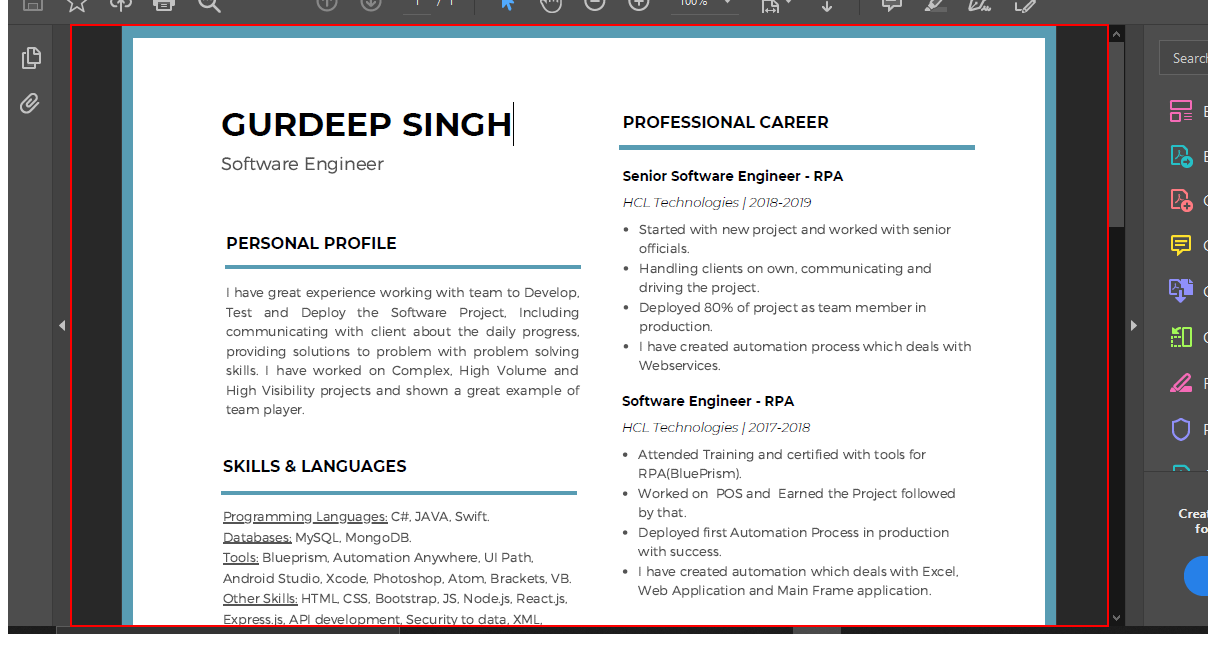 1 / 1
100%
Search
GURDEEP SINGH
Software Engineer
PERSONAL PROFILE
I have great experience working with team to Develop,
Test and Deploy the Software Project, Including
communicating with client about the daily progress,
providing solutions to problem with problem solving
skills. I have worked on Complex, High Volume and
High Visibility projects and shown a great example of
team player.
SKILLS & LANGUAGES
Programming Languages: C#, JAVA, Swift.
Databases: MySQL, MongoDB.
Tools: Blueprism, Automation Anywhere, UI Path,
Android Studio, Xcode, Photoshop, Atom, Brackets, VB.
Other Skills: HTML, CSS, Bootstrap, JS, Node.js, React.js,
Express.js, API development, Security to data, XML,
PROFESSIONAL CAREER
Senior Software Engineer - RPA
HCL Technologies | 2018-2019
• Started with new project and worked with senior
officials.
• Handling clients on own, communicating and
driving the project.
• Deployed 80% of project as team member in
production.
• I have created automation process which deals with
Webservices.
Software Engineer - RPA
HCL Technologies | 2017-2018
• Attended Training and certified with tools for
RPA(BluePrism).
• Worked on  POS and  Earned the Project followed
by that.
• Deployed first Automation Process in production
with success.
• I have created automation which deals with Excel,
Web Application and Main Frame application.
Crea
fo